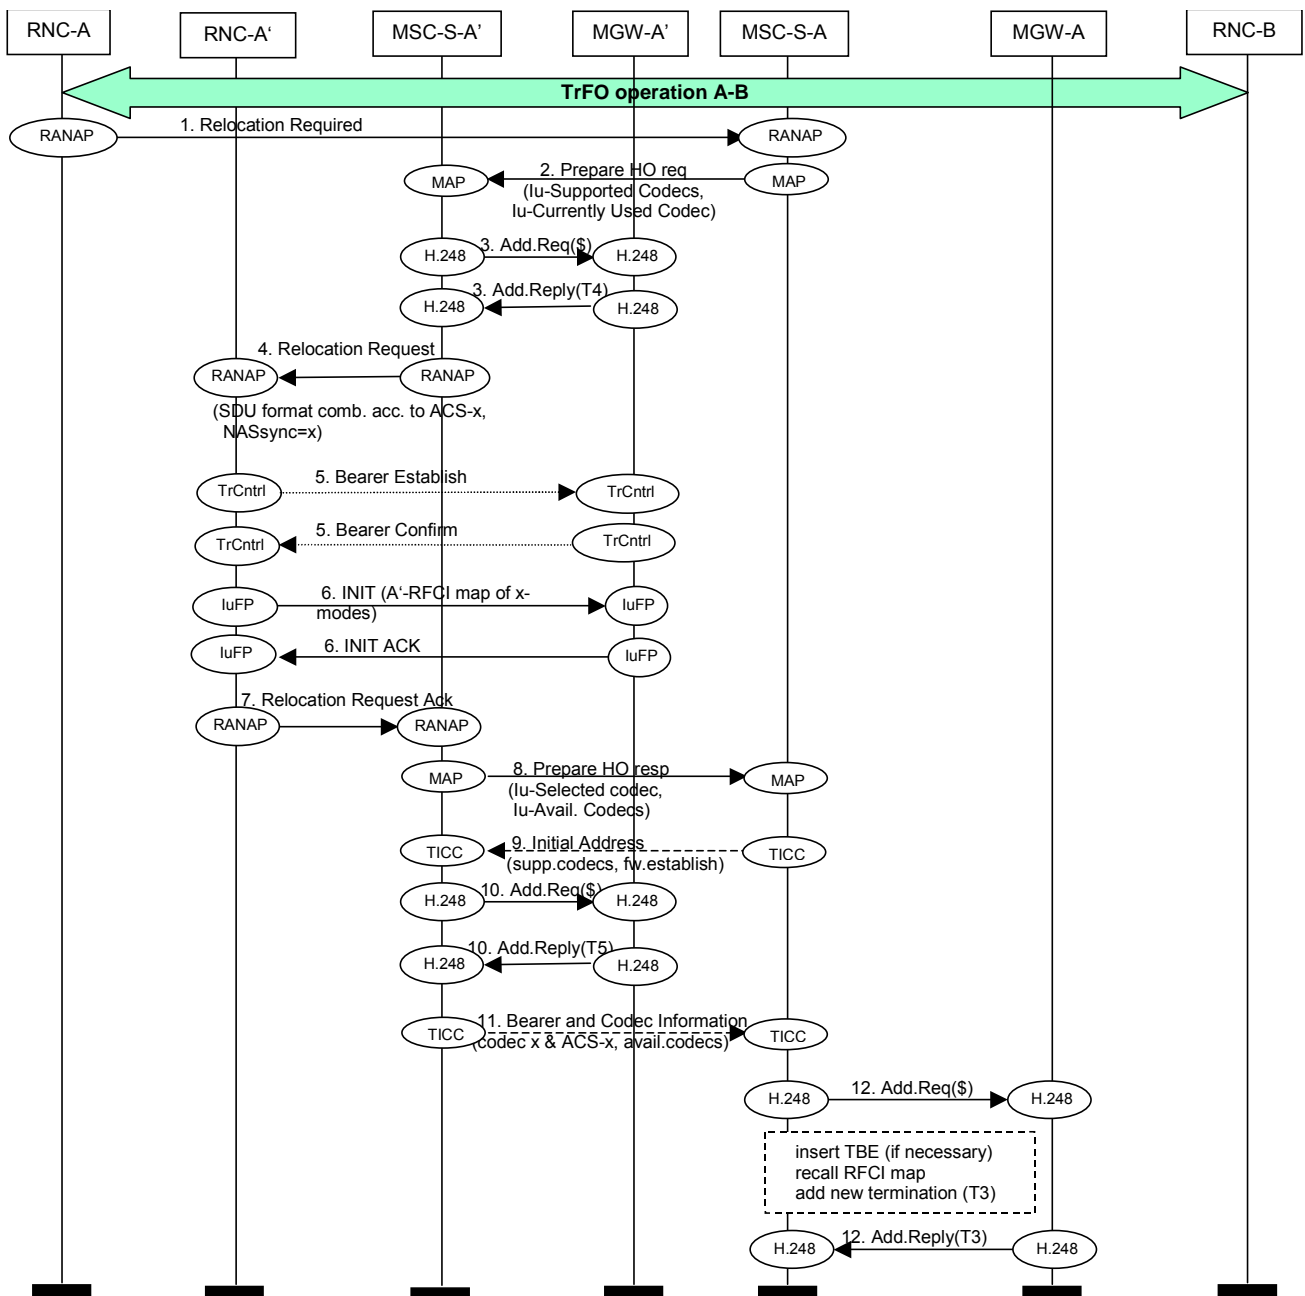 RNC-A
RNC-A‘
MSC-S-A’
MGW-A’
MSC-S-A
MGW-A
RNC-B
TrFO operation A-B
RANAP
1. Relocation Required
RANAP
MAP
2. Prepare HO req
(Iu-Supported Codecs,
Iu-Currently Used Codec)
MAP
H.248
3. Add.Req($)
H.248
H.248
3. Add.Reply(T4)
H.248
4. Relocation Request
RANAP
RANAP
(SDU format comb. acc. to ACS-x,
NASsync=x)
TrCntrl
5. Bearer Establish
TrCntrl
TrCntrl
5. Bearer Confirm
TrCntrl
IuFP
6. INIT (A‘-RFCI map of x-
modes)
IuFP
IuFP
6. INIT ACK
IuFP
7. Relocation Request Ack
RANAP
RANAP
MAP
8. Prepare HO resp
(Iu-Selected codec,
Iu-Avail. Codecs)
MAP
TICC
9. Initial Address
(supp.codecs, fw.establish)
TICC
H.248
10. Add.Req($)
H.248
H.248
10. Add.Reply(T5)
H.248
TICC
11. Bearer and Codec Information
(codec x & ACS-x, avail.codecs)
TICC
H.248
12. Add.Req($)
H.248
insert TBE (if necessary)
recall RFCI map
add new termination (T3)
H.248
12. Add.Reply(T3)
H.248